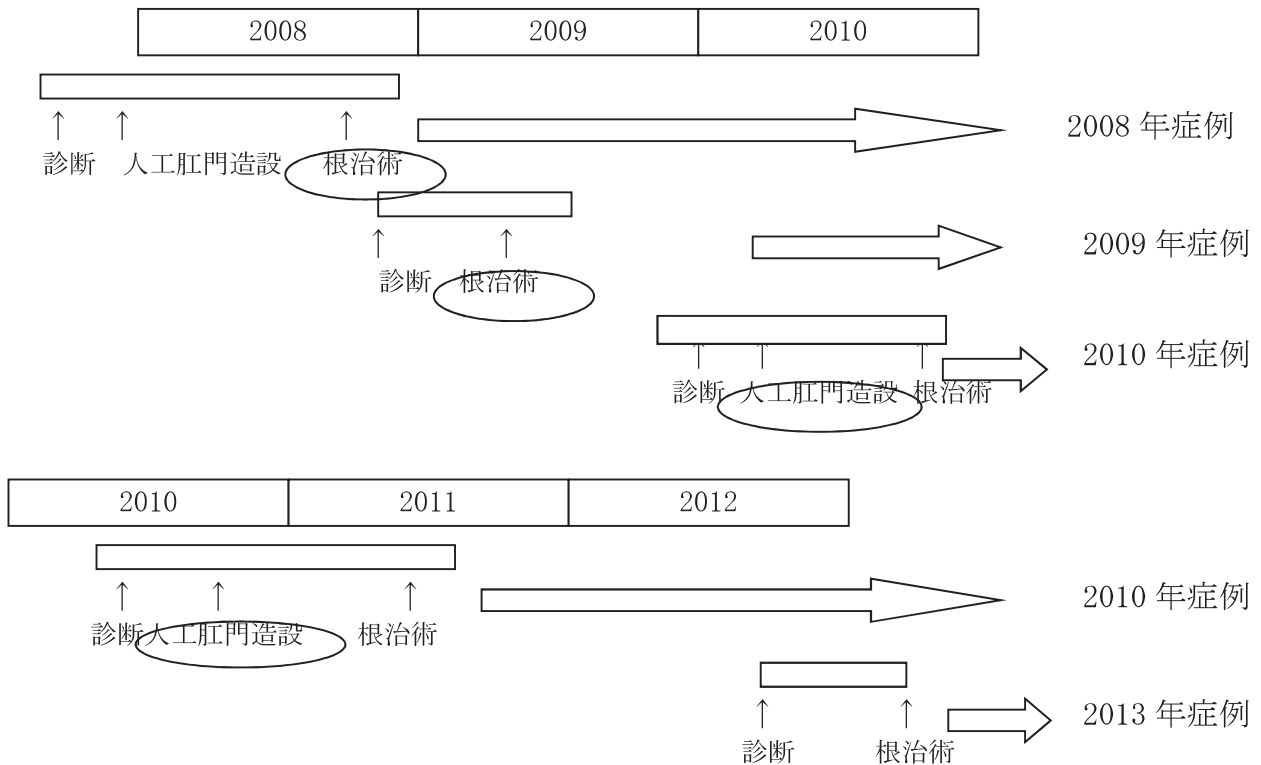 2008 2009 2010
↑ ↑ ↑
2008 年症例
診断 人工肛門造設 根治術
↑ ↑
2009 年症例
診断 根治術
↑ ↑ ↑
2010 年症例
診断 人工肛門造設 根治術
2010 2011 2012
↑ ↑ ↑
2010 年症例
診断人工肛門造設 根治術
↑ ↑
2013 年症例
診断 根治術